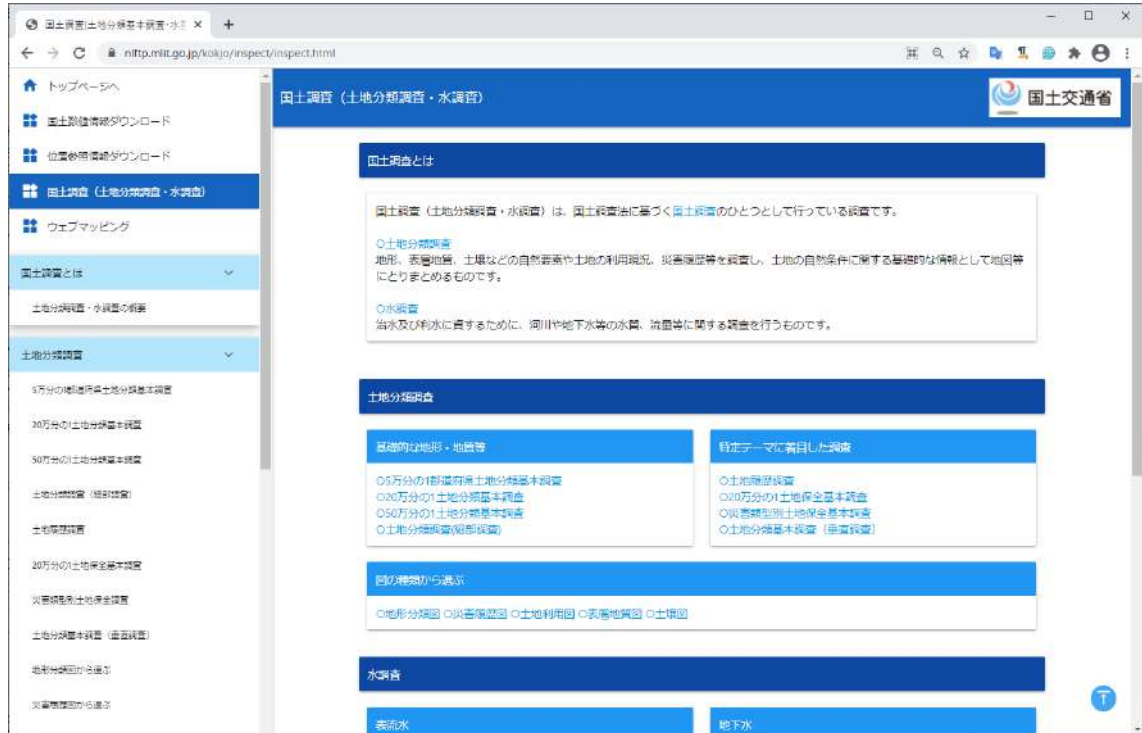 国土調査|土地分類基本調査・水
nlftp.mlit.go.jp/kokjo/inspect/inspect.html
トップページへ
国土数値情報ダウンロード
位置参照情報ダウンロード
国土調査（土地分類調査・水調査）
ウェブマッピング
国土調査とは
土地分類調査・水調査の概要
土地分類調査
5万分の1都道府県土地分類基本調査
20万分の1土地分類基本調査
50万分の1土地分類基本調査
土地分類調査（細部調査）
土地履歴調査
20万分の1土地保全基本調査
災害類型別土地保全調査
土地分類基本調査（垂直調査）
地形分類図から選ぶ
災害履歴図から選ぶ
国土調査（土地分類調査・水調査）
国土交通省
国土調査とは
国土調査（土地分類調査・水調査）は、国土調査法に基づく国土調査のひとつとして行っている調査です。
○土地分類調査
地形、表層地質、土壌などの自然要素や土地の利用現況、災害履歴等を調査し、土地の自然条件に関する基礎的な情報として地図等
にとりまとめるものです。
○水調査
治水及び利水に資するために、河川や地下水等の水質、流量等に関する調査を行うものです。
土地分類調査
基礎的な地形・地質等
○5万分の1都道府県土地分類基本調査
○20万分の1土地分類基本調査
○50万分の1土地分類基本調査
○土地分類調査(細部調査)
特定テーマに着目した調査
○土地履歴調査
○20万分の1土地保全基本調査
○災害類型別土地保全基本調査
○土地分類基本調査（垂直調査）
図の種類から選ぶ
○地形分類図 ○災害履歴図 ○土地利用図 ○表層地質図 ○土壌図
水調査
表流水
地下水